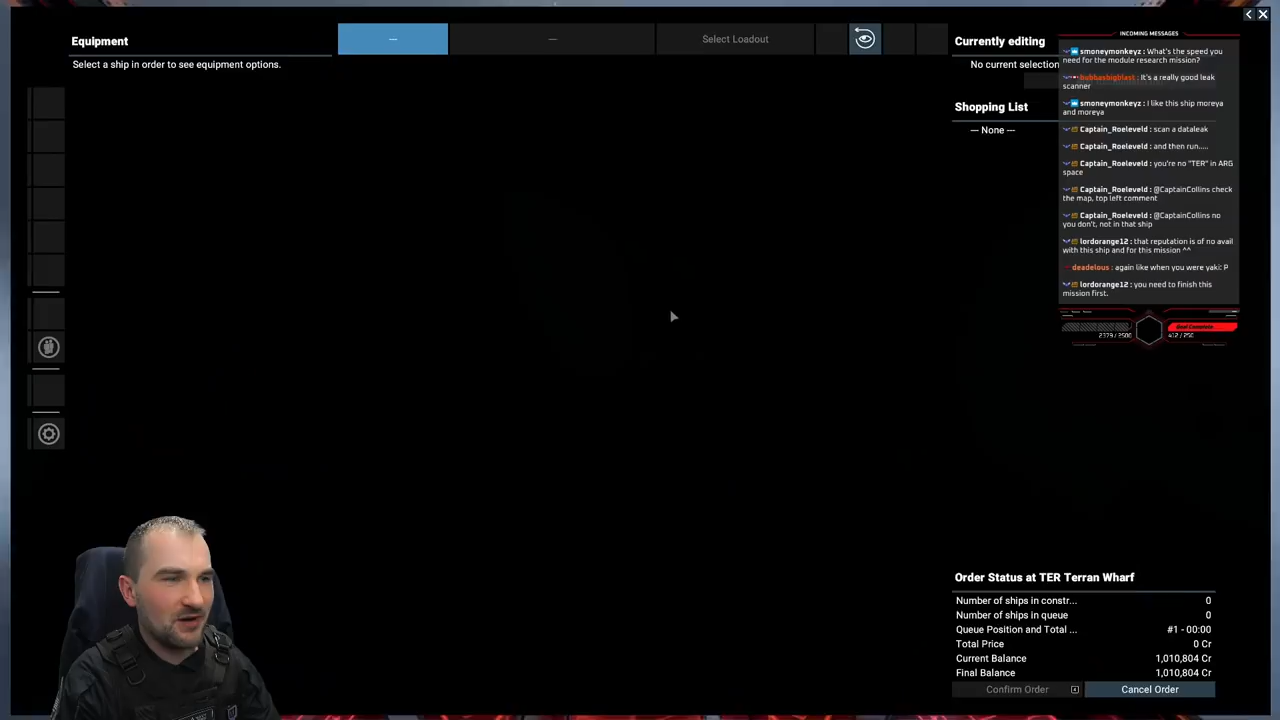 Equipment
Select a ship in order to see equipment options.
—
—
Select Loadout
Currently editing
No current selection
Shopping List
— None —
INCOMING MESSAGES
smoneymonkeyz : What's the speed you
need for the module research mission?
bubbasbigblast : It's a really good leak
scanner
smoneymonkeyz : I like this ship moreya
and moreya
Captain_Roeleveld : scan a dataleak
Captain_Roeleveld : and then run.....
Captain_Roeleveld : you're no "TER" in ARG
space
Captain_Roeleveld : @CaptainCollins check
the map, top left comment
Captain_Roeleveld : @CaptainCollins no
you don't, not in that ship
lordorange12 : that reputation is of no avail
with this ship and for this mission ^^
deadelous : again like when you were yaki: P
lordorange12 : you need to finish this
mission first.
Goal Complete
2379 / 2500
412 / 250
Order Status at TER Terran Wharf
Number of ships in constr... 0
Number of ships in queue 0
Queue Position and Total ... #1 - 00:00
Total Price 0 Cr
Current Balance 1,010,804 Cr
Final Balance 1,010,804 Cr
Confirm Order
Cancel Order